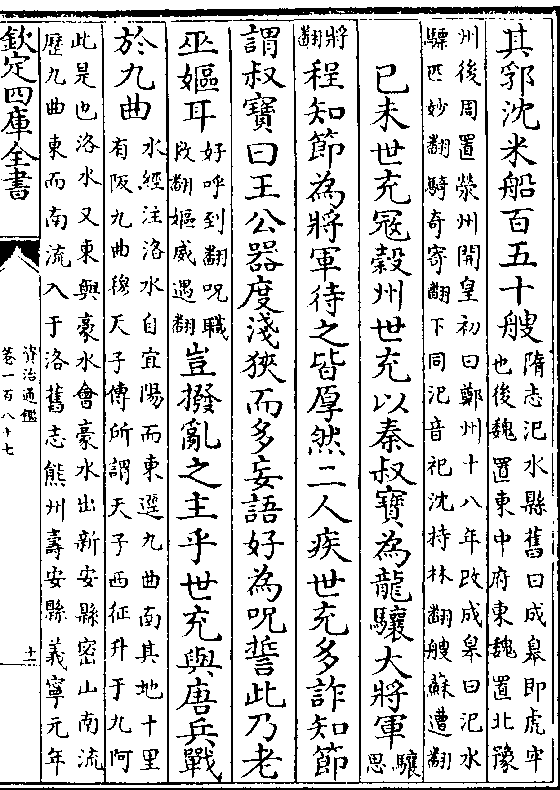 其郛沈米船百五十艘隋志汜水縣舊曰成皋即虎牢
也後魏置東中府東魏置北豫
州後周置滎州開皇初曰鄭州十八年改成皋曰汜水
驃匹妙翻騎奇寄翻下同汜音祀沈持林翻艘蘇遭翻
己未世充冦榖州世充以秦叔寶為龍驤大將軍驤
思
將
翻程知節為將軍待之皆厚然二人疾世充多詐知節
謂叔寶曰王公器度淺狹而多妄語好為呪誓此乃老
巫嫗耳好呼到翻呪職
救翻嫗威遇翻豈撥亂之主乎世充與唐兵戰
於九曲水經注洛水自宜陽而東逕九曲南其地十里
有阪九曲穆天子傳所謂天子西征升于九阿
此是也洛水又東與豪水會豪水出新安縣密山南流
歴九曲東而南流入于洛舊志熊州壽安縣義寧元年
欽定四庫全書
資治通鑑
卷一百八十七
十一